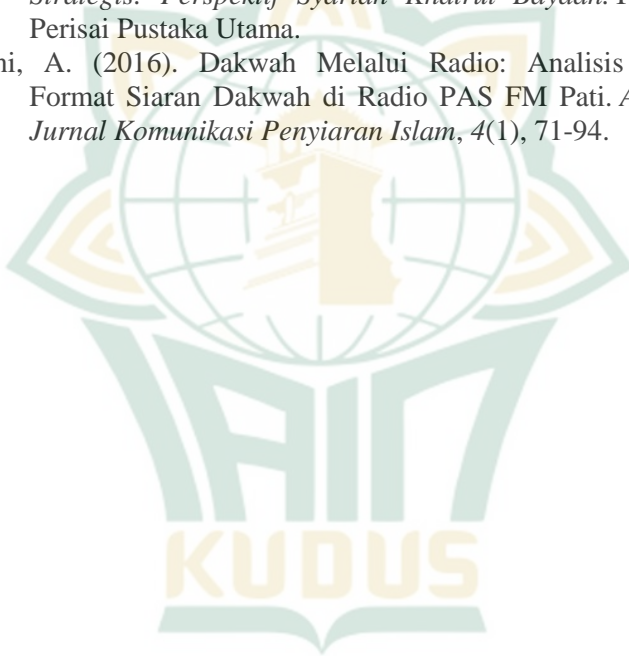 Strategis: Perspektif Syariah Khairul Bayaan.
Perisai Pustaka Utama.
ni, A. (2016). Dakwah Melalui Radio: Analisis
Format Siaran Dakwah di Radio PAS FM Pati. A
Jurnal Komunikasi Penyiaran Islam, 4(1), 71-94.
IAIN
KUDUS